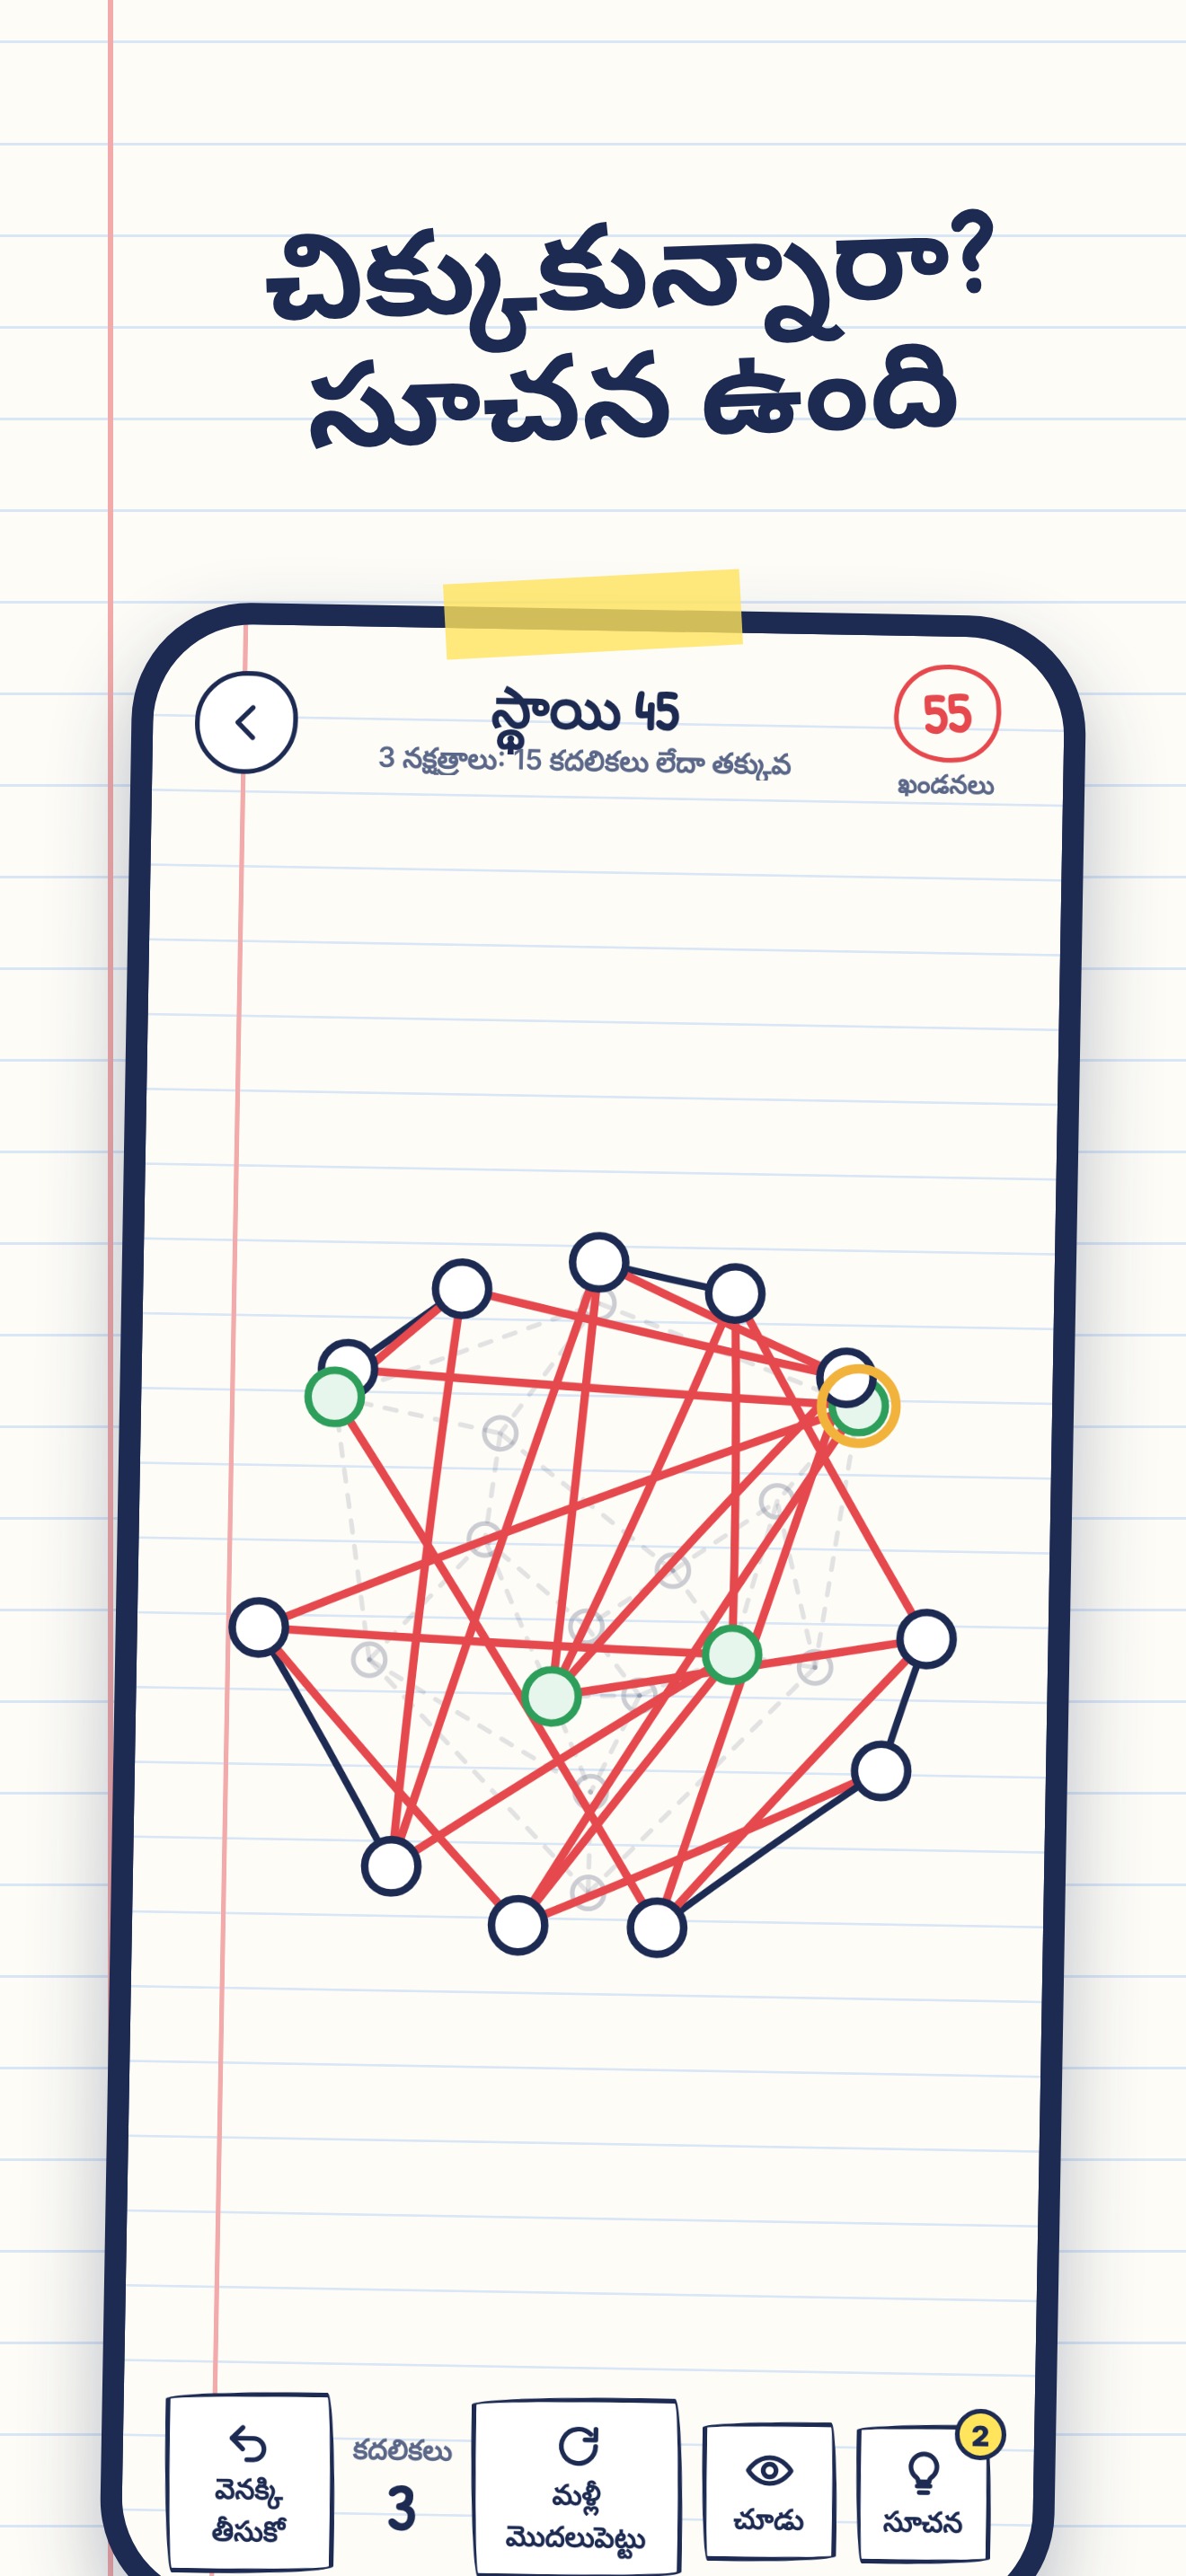 చిక్కుకున్నారా?
సూచన ఉంది
స్థాయి 45
3 నక్షత్రాలు: 15 కదలికలు లేదా తక్కువ
55
ఖండనలు
వెనక్కి
తీసుకో
కదలికలు
3
మళ్లీ
మొదలుపెట్టు
చూడు
2
సూచన